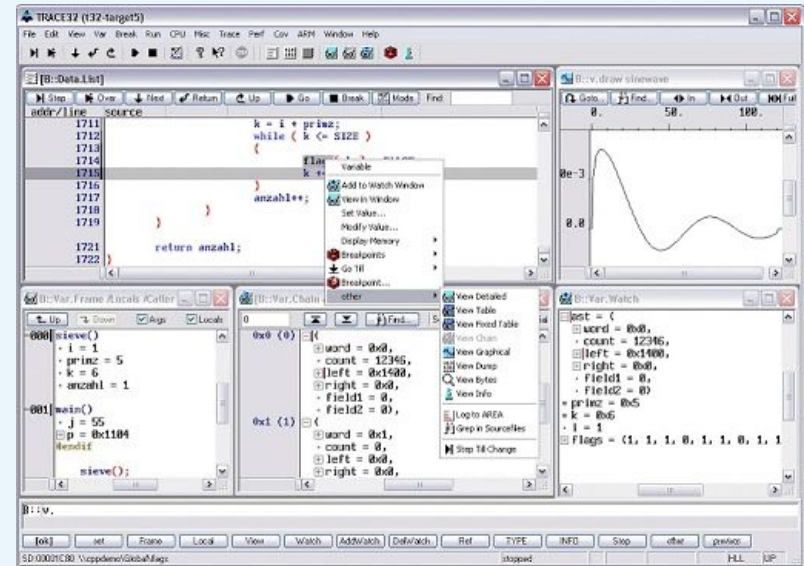 TRACE32 (t32-target5)
File Edit View Var Break Run CPU Misc Trace Perf Cov ARM Window Help
[B::Data.List]
Step Over Next Return Up Go Break Mode Find:
addr/line source
1711 k = i + primz;
1712 while ( k <= SIZE )
1713 {
1714
1715 k +
1716 }
1717 anzahl++;
1718 }
1719 }
1721 return anzahl;
1722 }
Variable
Add to Watch Window
View in Window
Set Value...
Modify Value...
Display Memory
Breakpoints
Go Till
Breakpoint...
other
View Detailed
View Table
View Fixed Table
View Chain
View Graphical
View Dump
View Bytes
View Info
Log to AREA
Grep in Sourcefiles
Step Till Change
B::v.draw sinewave
Goto... Find... In Out Full
0. 50. 100.
0e-3
0.0
B::Var.Frame /Locals /Caller
Up Down Args Locals
-000 sieve()
· i = 1
· primz = 5
· k = 6
· anzahl = 1
-001 main()
· j = 55
p = 0x1104
#endif
sieve();
[B::Var.Chain
0 Find...
0x0 (0) (
word = 0x0,
· count = 12346,
left = 0x1400,
right = 0x0,
· field1 = 0,
· field2 = 0),
0x1 (1) (
word = 0x1,
· count = 0,
left = 0x0,
right = 0x0,
B::Var.Watch
ast = (
word = 0x0,
· count = 12346,
left = 0x1400,
right = 0x0,
· field1 = 0,
· field2 = 0)
primz = 0x5
k = 0x6
· i = 1
flags = (1, 1, 1, 0, 1, 1, 0, 1, 1
B::v.
[ok] set Frame Local View Watch AddWatch DelWatch Ref TYPE INFO Step other previous
SD:00001C80 \\cppdemo\Global\flags stopped HLL UP